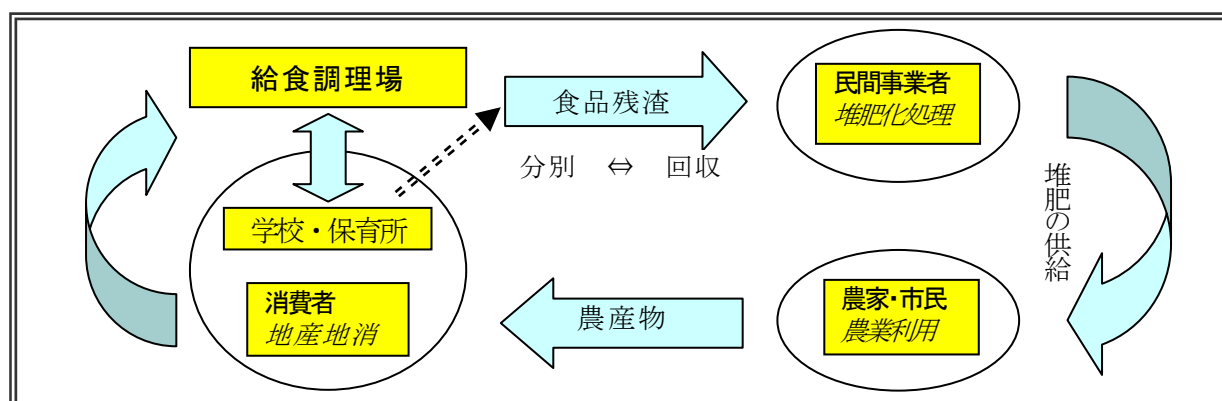 給食調理場
食品残渣
民間事業者
堆肥化処理
分別 ⇔ 回収
堆肥の供給
学校・保育所
消費者
地産地消
農産物
農家・市民
農業利用